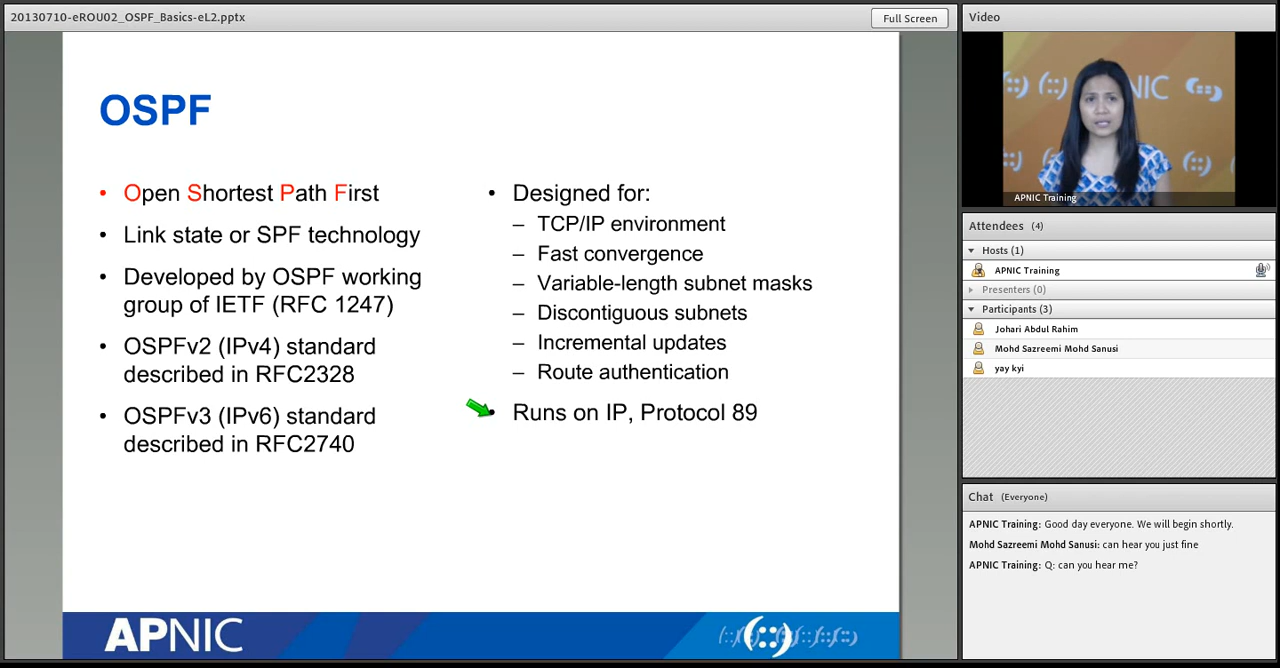 20130710-eROU02_OSPF_Basics-eL2.pptx
Full Screen
OSPF
• Open Shortest Path First
• Link state or SPF technology
• Developed by OSPF working
group of IETF (RFC 1247)
• OSPFv2 (IPv4) standard
described in RFC2328
• OSPFv3 (IPv6) standard
described in RFC2740
• Designed for:
– TCP/IP environment
– Fast convergence
– Variable-length subnet masks
– Discontiguous subnets
– Incremental updates
– Route authentication
• Runs on IP, Protocol 89
APNIC
(::)
Video
NIC
APNIC Training
Attendees (4)
Hosts (1)
APNIC Training
Presenters (0)
Participants (3)
Johari Abdul Rahim
Mohd Sazreemi Mohd Sanusi
yay kyi
Chat (Everyone)
APNIC Training: Good day everyone. We will begin shortly.
Mohd Sazreemi Mohd Sanusi: can hear you just fine
APNIC Training: Q: can you hear me?